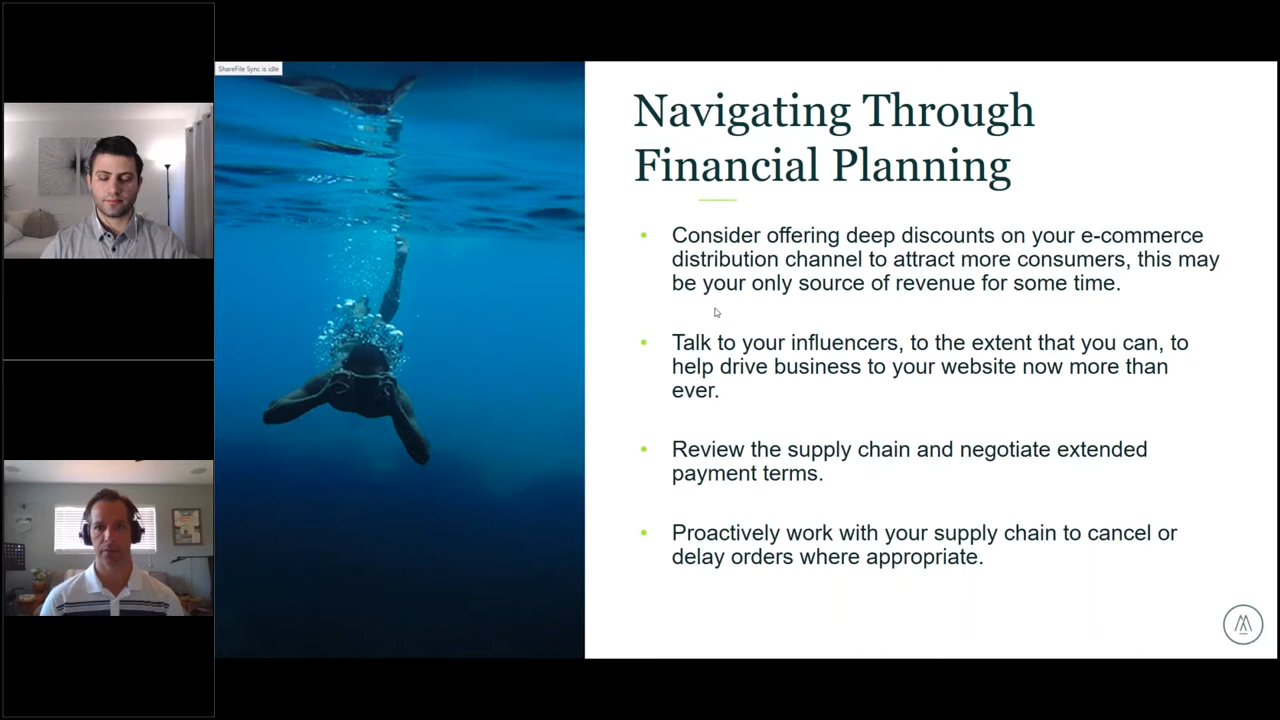 ShareFile Sync is idle
Navigating Through
Financial Planning
• Consider offering deep discounts on your e-commerce
distribution channel to attract more consumers, this may
be your only source of revenue for some time.
• Talk to your influencers, to the extent that you can, to
help drive business to your website now more than
ever.
• Review the supply chain and negotiate extended
payment terms.
• Proactively work with your supply chain to cancel or
delay orders where appropriate.